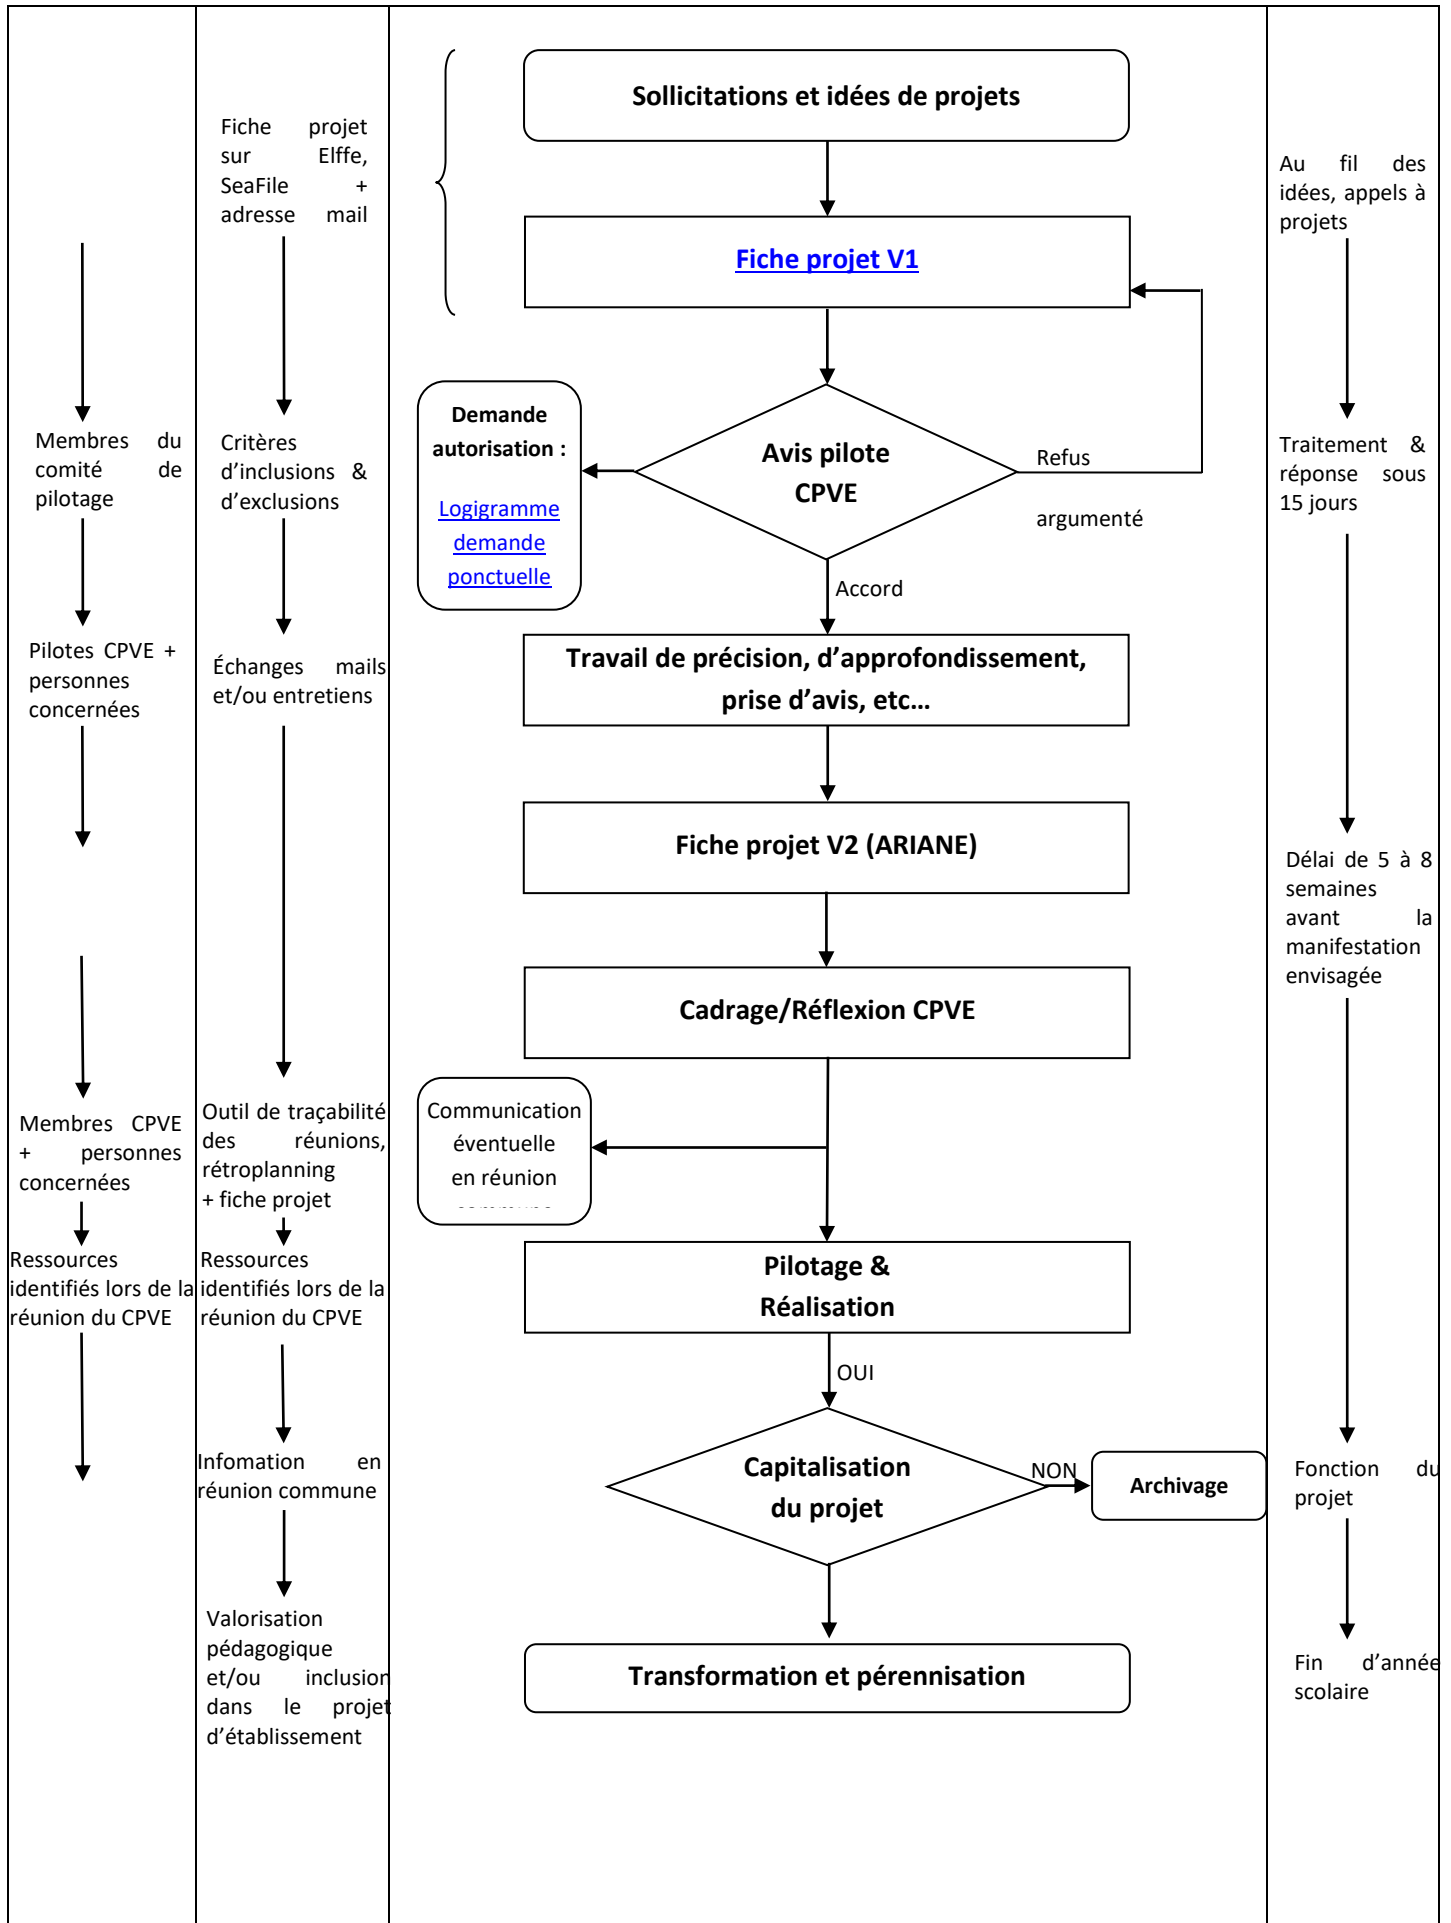 Membres du
comité de
pilotage
Pilotes CPVE +
personnes
concernées
Membres CPVE
+ personnes
concernées
Ressources
identifiés lors de la
réunion du CPVE
Fiche projet
sur Elffe,
SeaFile +
adresse mail
Critères
d’inclusions &
d’exclusions
Échanges mails
et/ou entretiens
Outil de traçabilité
des réunions,
rétroplanning
+ fiche projet
Ressources
identifiés lors de la
réunion du CPVE
Infomation en
réunion commune
Valorisation
pédagogique
et/ou inclusion
dans le projet
d’établissement
Sollicitations et idées de projets
Fiche projet V1
Demande
autorisation :
Logigramme
demande
ponctuelle
Avis pilote
CPVE
Refus
argumenté
Accord
Travail de précision, d’approfondissement,
prise d’avis, etc…
Fiche projet V2 (ARIANE)
Cadrage/Réflexion CPVE
Communication
éventuelle
en réunion
Pilotage &
Réalisation
OUI
Capitalisation
du projet
NON
Archivage
Transformation et pérennisation
Au fil des
idées, appels à
projets
Traitement &
réponse sous
15 jours
Délai de 5 à 8
semaines
avant la
manifestation
envisagée
Fonction du
projet
Fin d’année
scolaire